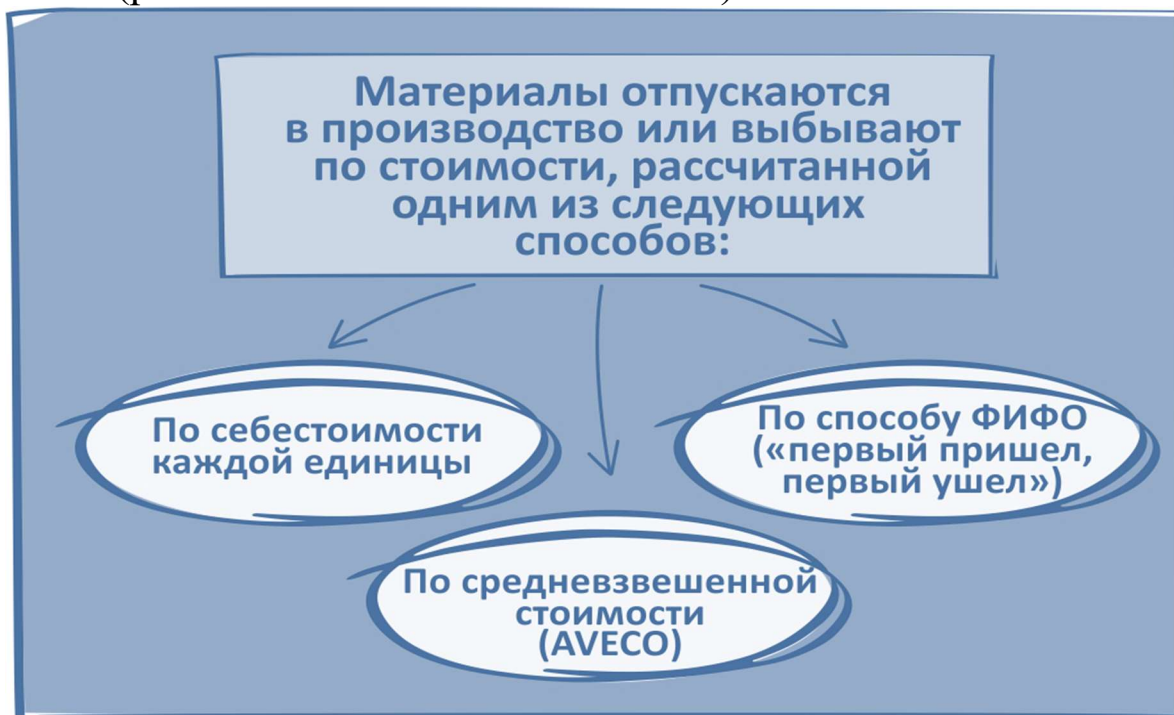 Материалы отпускаются
в производство или выбывают
по стоимости, рассчитанной
одним из следующих
способов:
По себестоимости
каждой единицы
По способу ФИФО
(«первый пришел,
первый ушел»)
По средневзвешенной
стоимости
(AVECO)